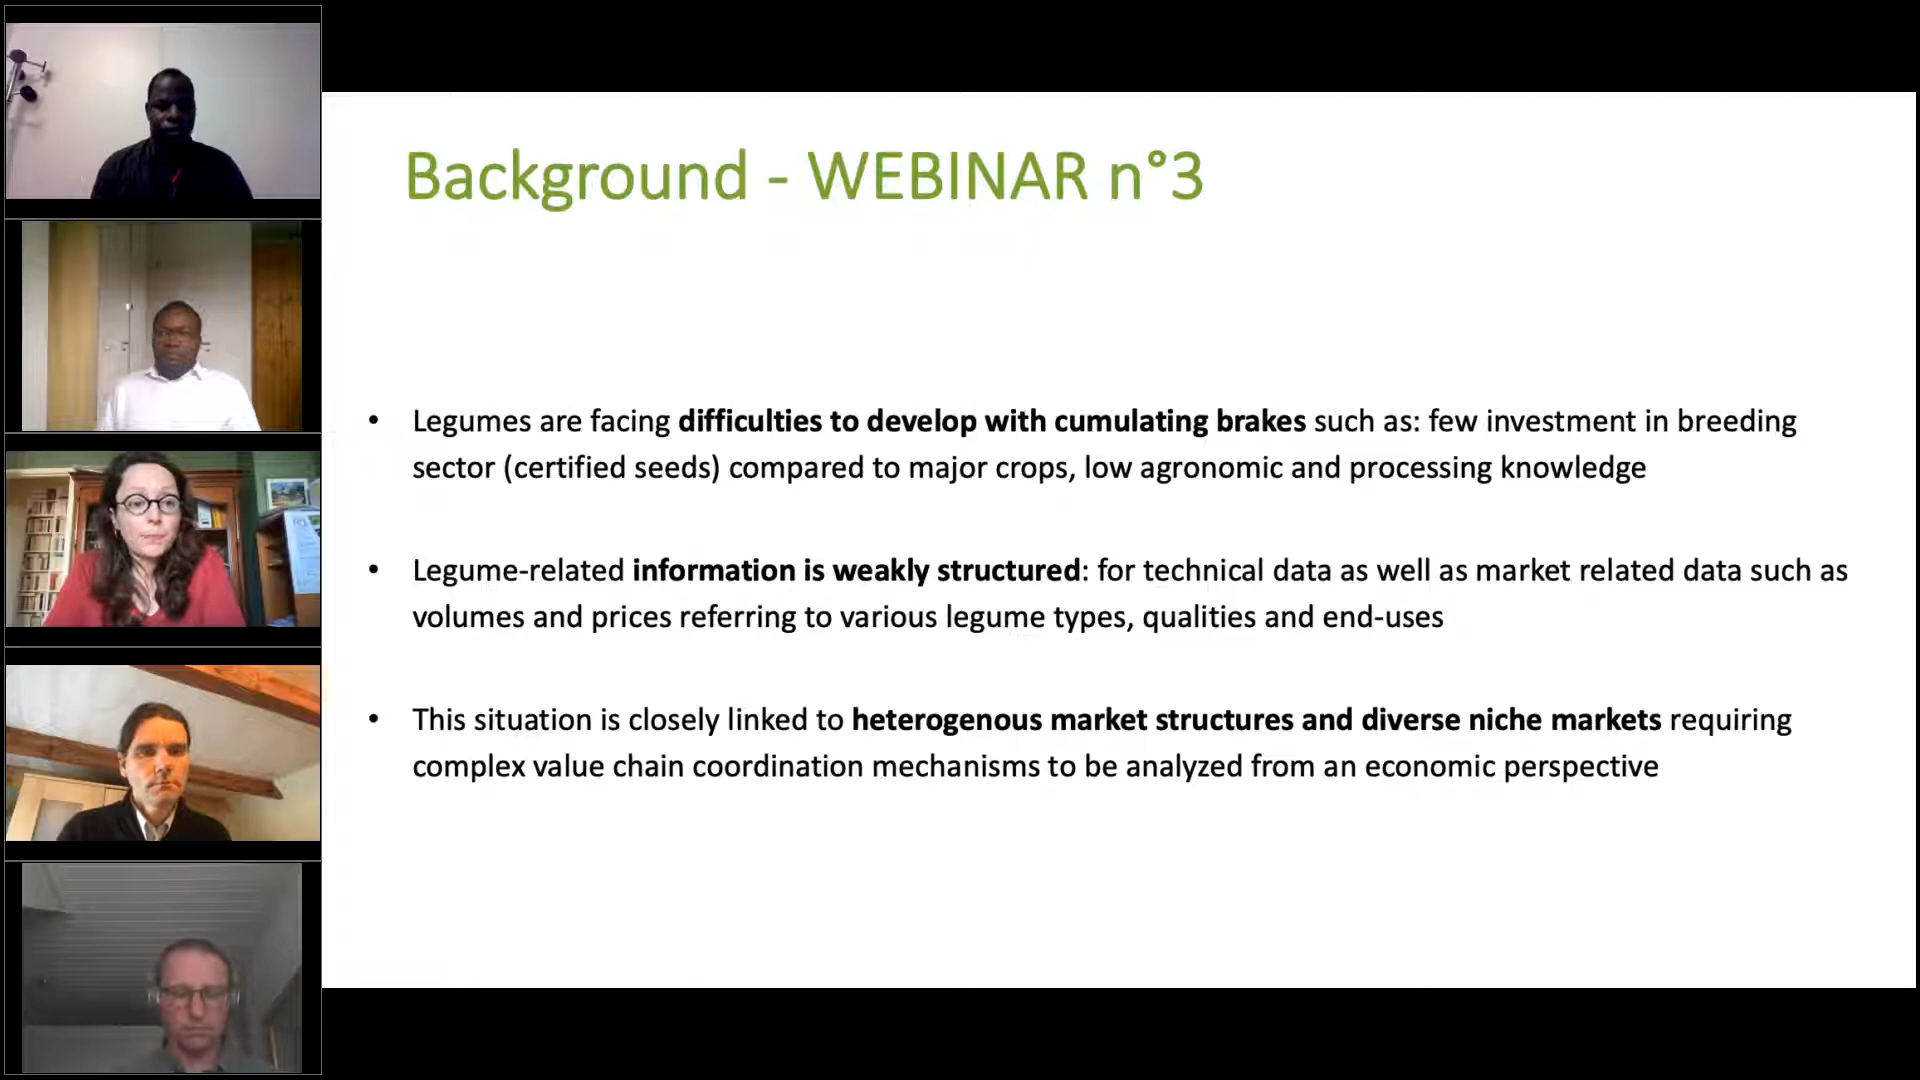 Background - WEBINAR n°3
• Legumes are facing difficulties to develop with cumulating brakes such as: few investment in breeding
sector (certified seeds) compared to major crops, low agronomic and processing knowledge
• Legume-related information is weakly structured: for technical data as well as market related data such as
volumes and prices referring to various legume types, qualities and end-uses
• This situation is closely linked to heterogenous market structures and diverse niche markets requiring
complex value chain coordination mechanisms to be analyzed from an economic perspective